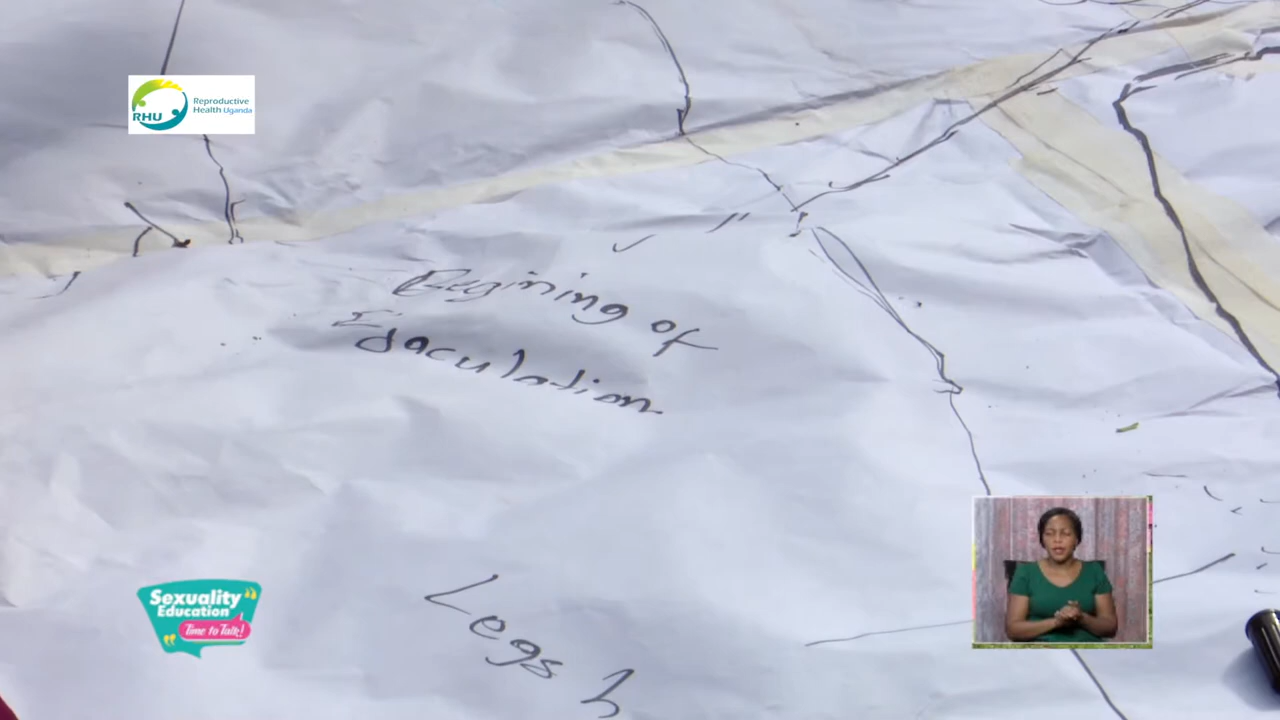 RHU
Reproductive
Health Uganda
Begining of
Ejaculation
Legs h
Sexuality
Education
Time to Talk!